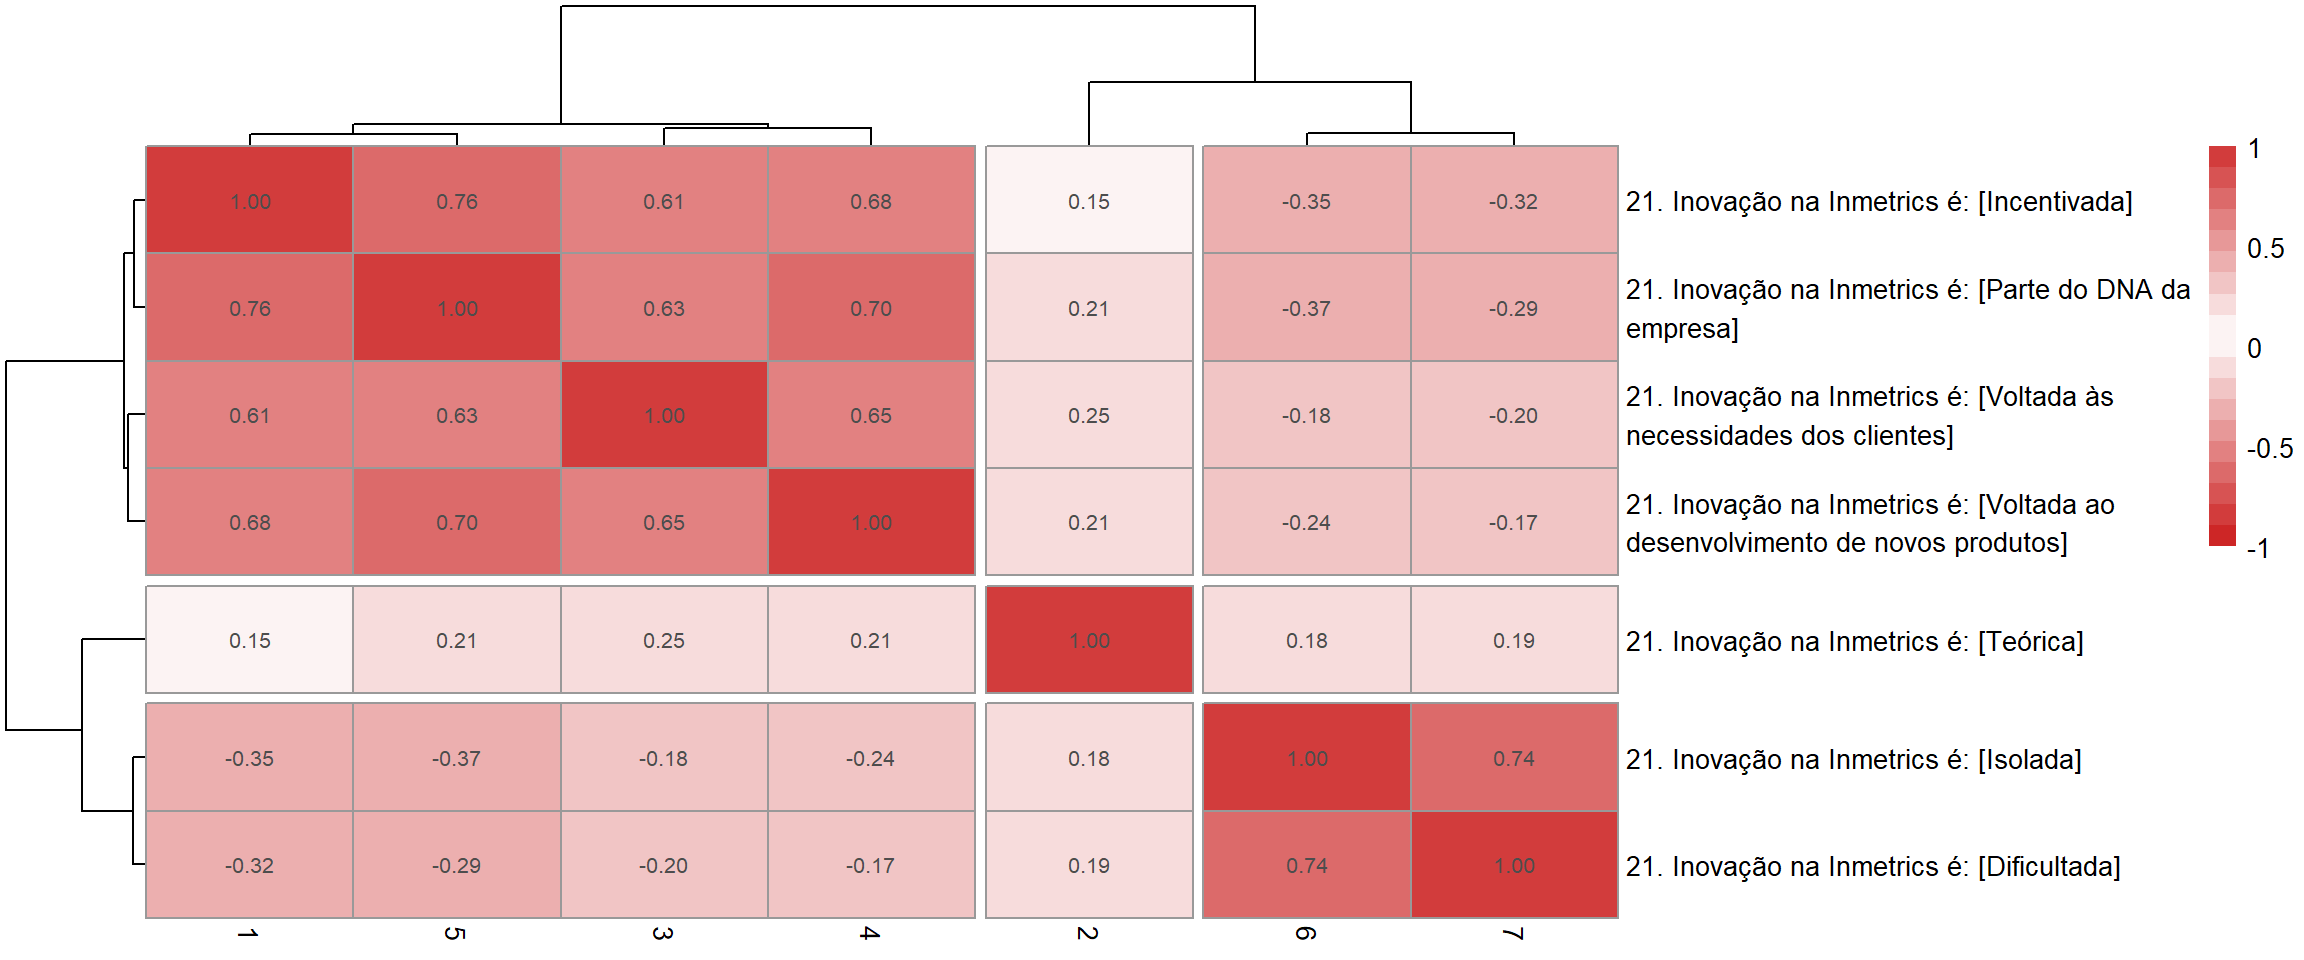 1.00 0.76 0.61 0.68 0.15 -0.35 -0.32 21. Inovação na Inmetrics é: [Incentivada]
0.76 1.00 0.63 0.70 0.21 -0.37 -0.29 21. Inovação na Inmetrics é: [Parte do DNA da
empresa]
0.61 0.63 1.00 0.65 0.25 -0.18 -0.20 21. Inovação na Inmetrics é: [Voltada às
necessidades dos clientes]
0.68 0.70 0.65 1.00 0.21 -0.24 -0.17 21. Inovação na Inmetrics é: [Voltada ao
desenvolvimento de novos produtos]
0.15 0.21 0.25 0.21 1.00 0.18 0.19 21. Inovação na Inmetrics é: [Teórica]
-0.35 -0.37 -0.18 -0.24 0.18 1.00 0.74 21. Inovação na Inmetrics é: [Isolada]
-0.32 -0.29 -0.20 -0.17 0.19 0.74 1.00 21. Inovação na Inmetrics é: [Dificultada]
1 5 3 4 2 6 7
1
0.5
0
-0.5
-1